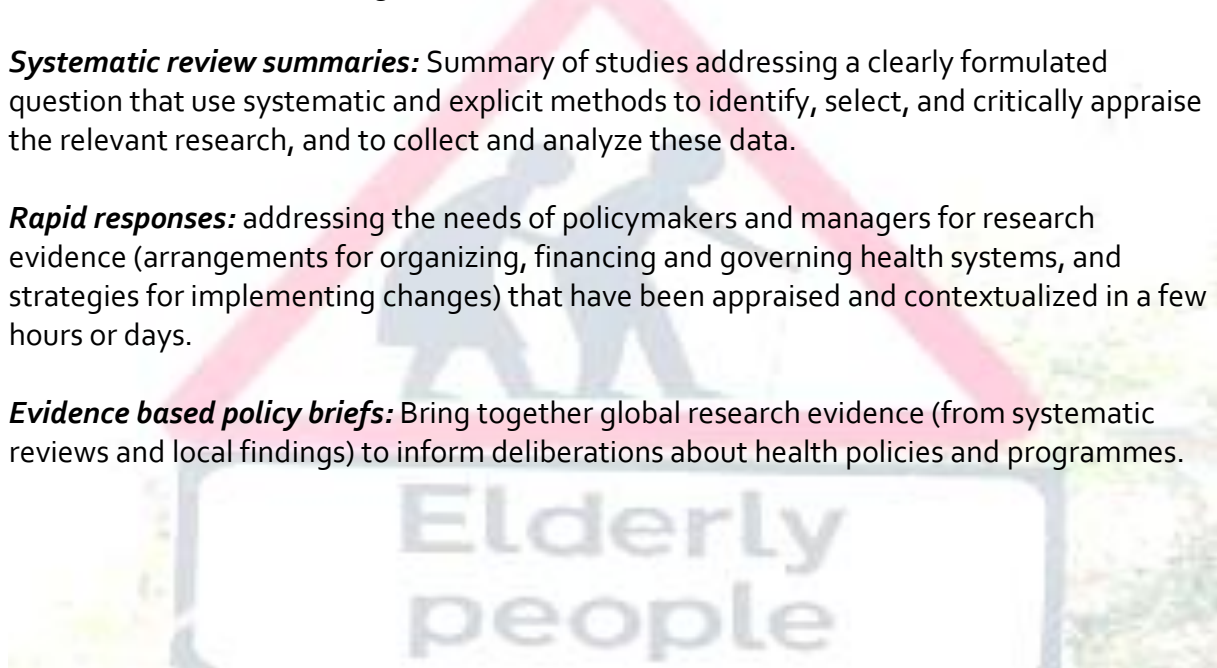 Systematic review summaries: Summary of studies addressing a clearly formulated
question that use systematic and explicit methods to identify, select, and critically appraise
the relevant research, and to collect and analyze these data.
Rapid responses: addressing the needs of policymakers and managers for research
evidence (arrangements for organizing, financing and governing health systems, and
strategies for implementing changes) that have been appraised and contextualized in a few
hours or days.
Evidence based policy briefs: Bring together global research evidence (from systematic
reviews and local findings) to inform deliberations about health policies and programmes.
Elderly
people